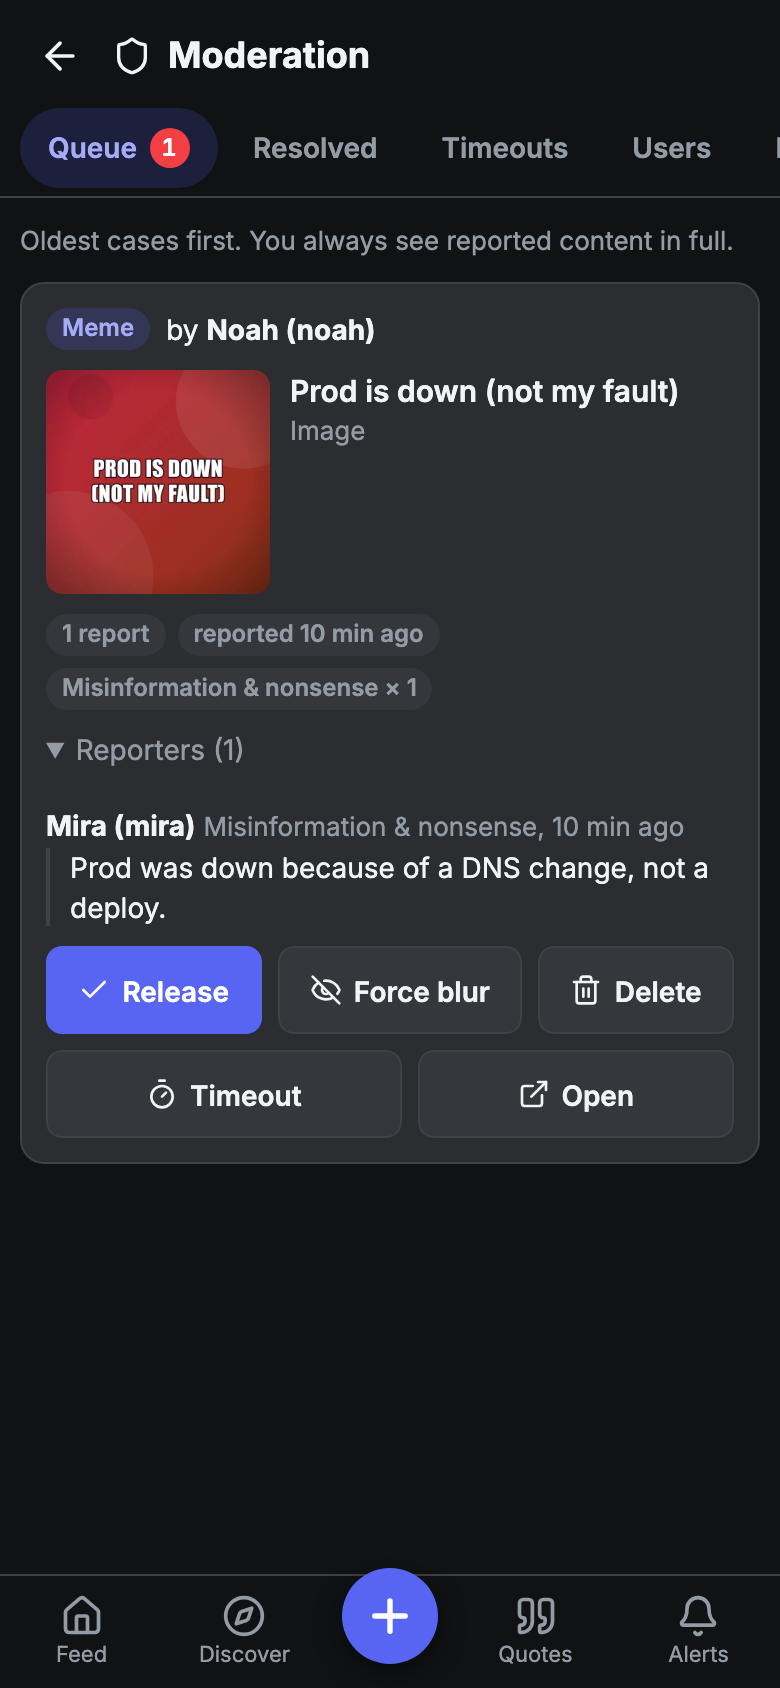 Moderation
Queue 1 Resolved Timeouts Users
Oldest cases first. You always see reported content in full.
Meme by Noah (noah)
Prod is down (not my fault)
Image
PROD IS DOWN
(NOT MY FAULT)
1 report reported 10 min ago
Misinformation & nonsense × 1
▼ Reporters (1)
Mira (mira) Misinformation & nonsense, 10 min ago
Prod was down because of a DNS change, not a
deploy.
Release Force blur Delete
Timeout Open
Feed Discover Quotes Alerts